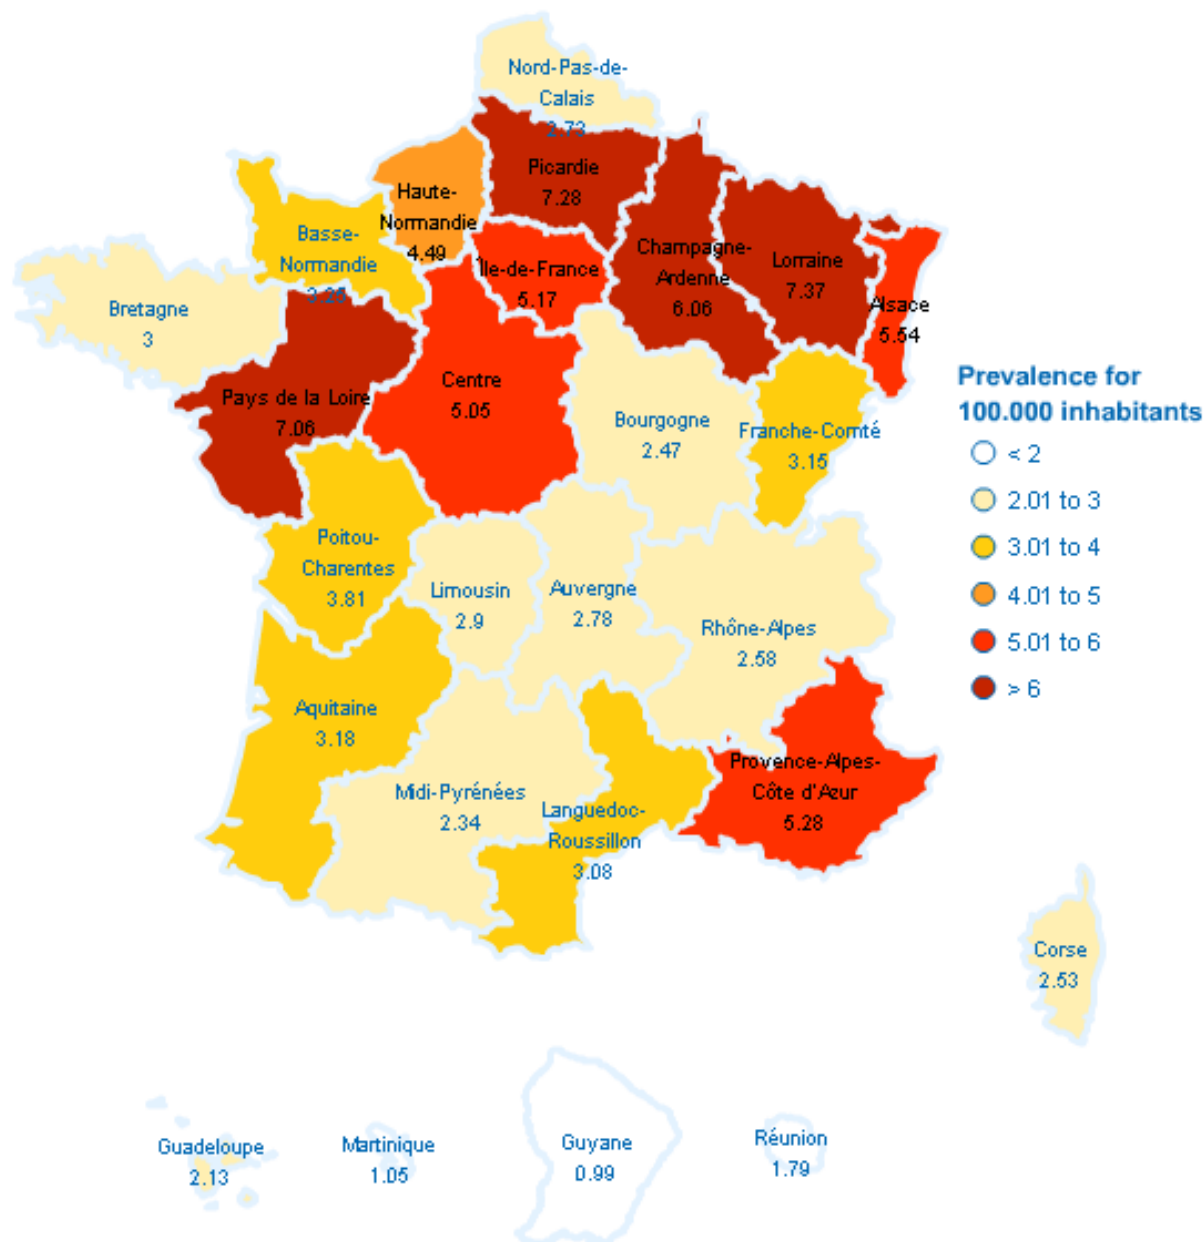 Nord-Pas-de-
Calais
2.73
Picardie
7.28
Haute-
Normandie
4.49
Basse-
Normandie
3.25
Île-de-France
5.17
Champagne-
Ardenne
6.06
Lorraine
7.37
Alsace
5.54
Bretagne
3
Pays de la Loire
7.06
Centre
5.05
Bourgogne
2.47
Franche-Comté
3.15
Prevalence for
100.000 inhabitants
< 2
2.01 to 3
3.01 to 4
4.01 to 5
5.01 to 6
> 6
Poitou-
Charentes
3.81
Limousin
2.9
Auvergne
2.78
Rhône-Alpes
2.58
Aquitaine
3.18
Midi-Pyrénées
2.34
Languedoc-
Roussillon
3.08
Provence-Alpes-
Côte d'Azur
5.28
Corse
2.53
Guadeloupe
2.13
Martinique
1.05
Guyane
0.99
Réunion
1.79